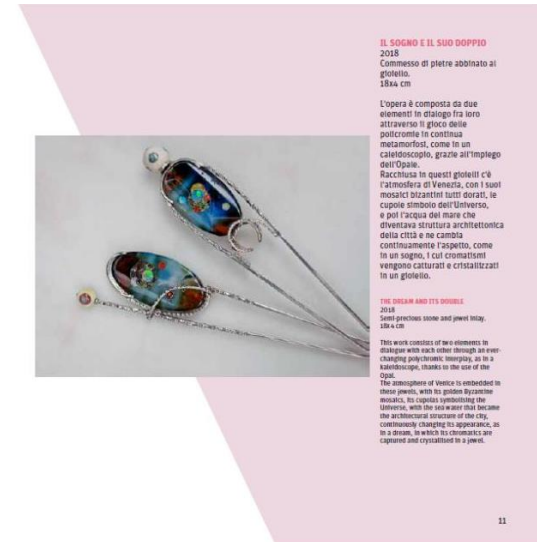 IL SOGNO E IL SUO DOPPIO
2018
Commesso di pietre abbinato al
gioiello.
18x4 cm
L'opera è composta da due
elementi in dialogo fra loro
attraverso il gioco delle
policromie in continua
metamorfosi, come in un
caleidoscopio, grazie all'impiego
dell'Opale.
Racchiusa in questi gioielli c'è
l'atmosfera di Venezia, con i suoi
mosaici bizantini tutti dorati, le
cupole simbolo dell'Universo,
e poi l'acqua del mare che
diventava struttura architettonica
della città e ne cambia
continuamente l'aspetto, come
in un sogno, i cui cromatismi
vengono catturati e cristallizzati
in un gioiello.
THE DREAM AND ITS DOUBLE
2018
Semi-precious stone and jewel inlay.
18x4 cm
This work consists of two elements in
dialogue with each other through an ever-
changing polychromic interplay, as in a
kaleidoscope, thanks to the use of the
Opal.
The atmosphere of Venice is embedded in
these jewels, with its golden Byzantine
mosaics, its cupolas symbolising the
Universe, with the sea water that became
the architectural structure of the city,
continuously changing its appearance, as
in a dream, in which its chromatics are
captured and crystallised in a jewel.
11